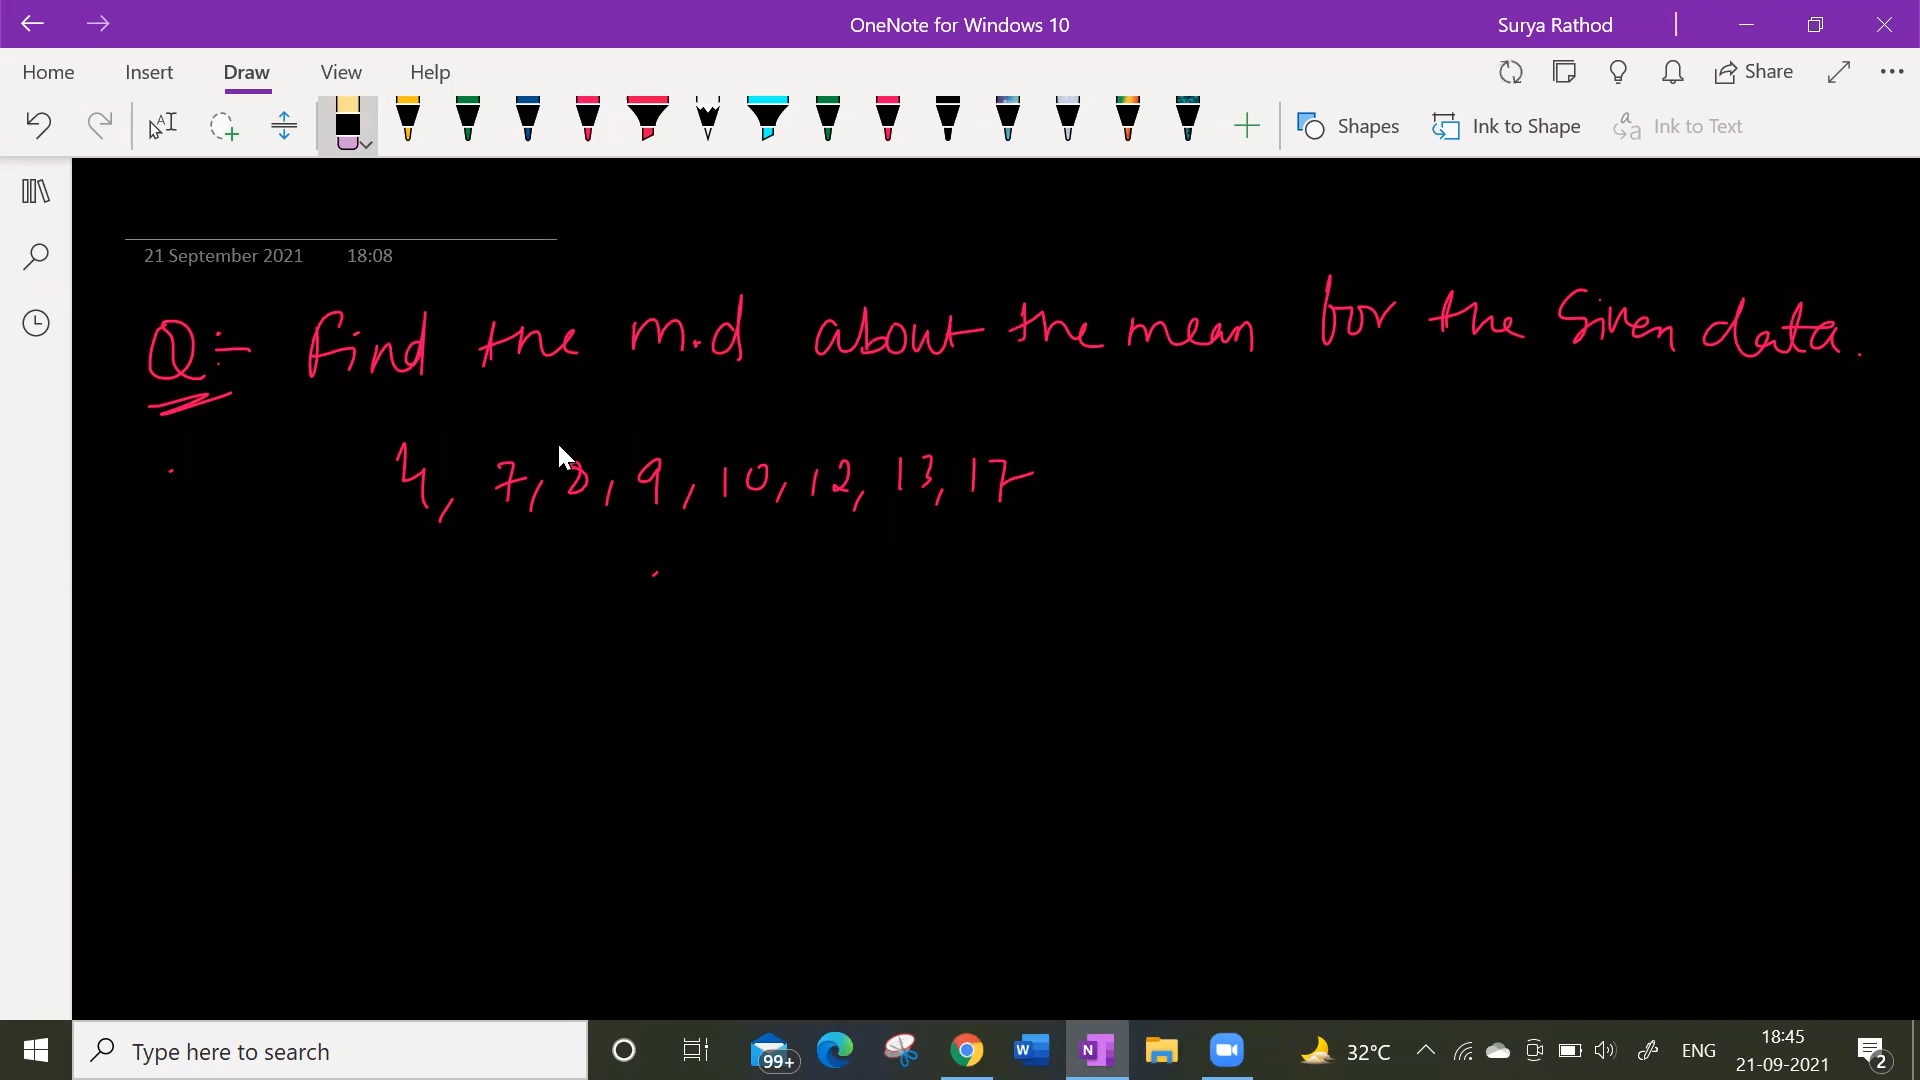 OneNote for Windows 10 Surya Rathod
Home Insert Draw View Help Share
Shapes Ink to Shape Ink to Text
21 September 2021 18:08
Q:- find the m.d about the mean for the Given data.
4, 7, 8, 9, 10, 12, 13, 17
Type here to search 99+ 32°C ENG 18:45
21-09-2021 2